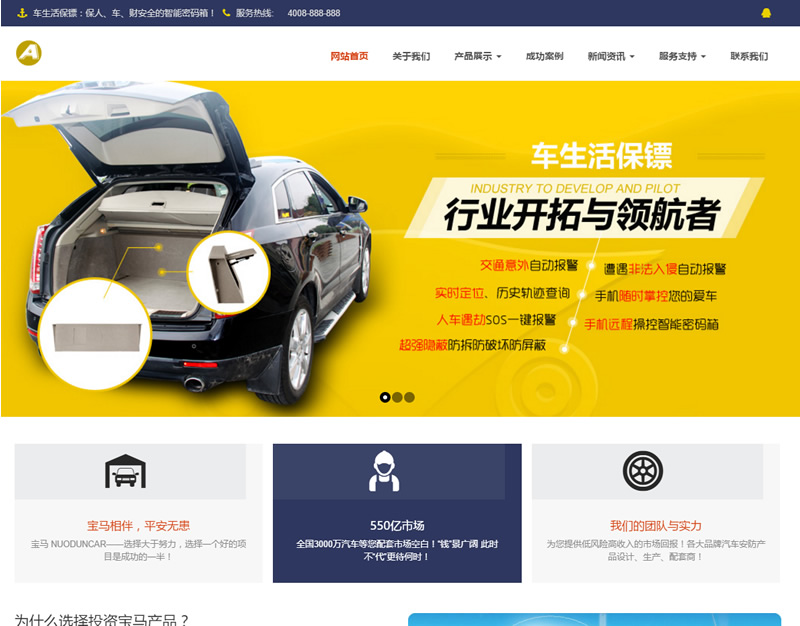 车生活保镖：保人、车、财安全的智能密码箱！ 服务热线: 4008-888-888
A
网站首页 关于我们 产品展示 成功案例 新闻资讯 服务支持 联系我们
车生活保镖
INDUSTRY TO DEVELOP AND PILOT
行业开拓与领航者
交通意外自动报警
遭遇非法入侵自动报警
实时定位、历史轨迹查询
手机随时掌控您的爱车
人车遇劫SOS一键报警
手机远程操控智能密码箱
超强隐蔽防拆防破坏防屏蔽
宝马相伴，平安无患
宝马 NUODUNCAR——选择大于努力，选择一个好的项
目是成功的一半！
550亿市场
全国3000万汽车等您配套市场空白！“钱”景广阔 此时
不“代”更待何时！
我们的团队与实力
为您提供低风险高收入的市场回报！各大品牌汽车安防产
品设计、生产、配套商！
为什么选择投资宝马产品？